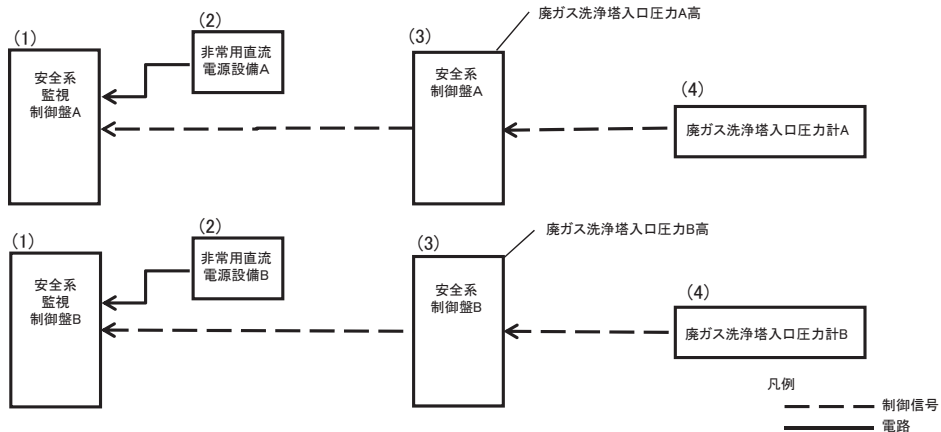 廃ガス洗浄塔入口圧力A高
(1)
(2)
(3)
安全系
監視
制御盤A
非常用直流
電源設備A
安全系
制御盤A
(4)
廃ガス洗浄塔入口圧力計A
(1)
(2)
(3)
廃ガス洗浄塔入口圧力B高
安全系
監視
制御盤B
非常用直流
電源設備B
安全系
制御盤B
(4)
廃ガス洗浄塔入口圧力計B
凡例
制御信号
電路